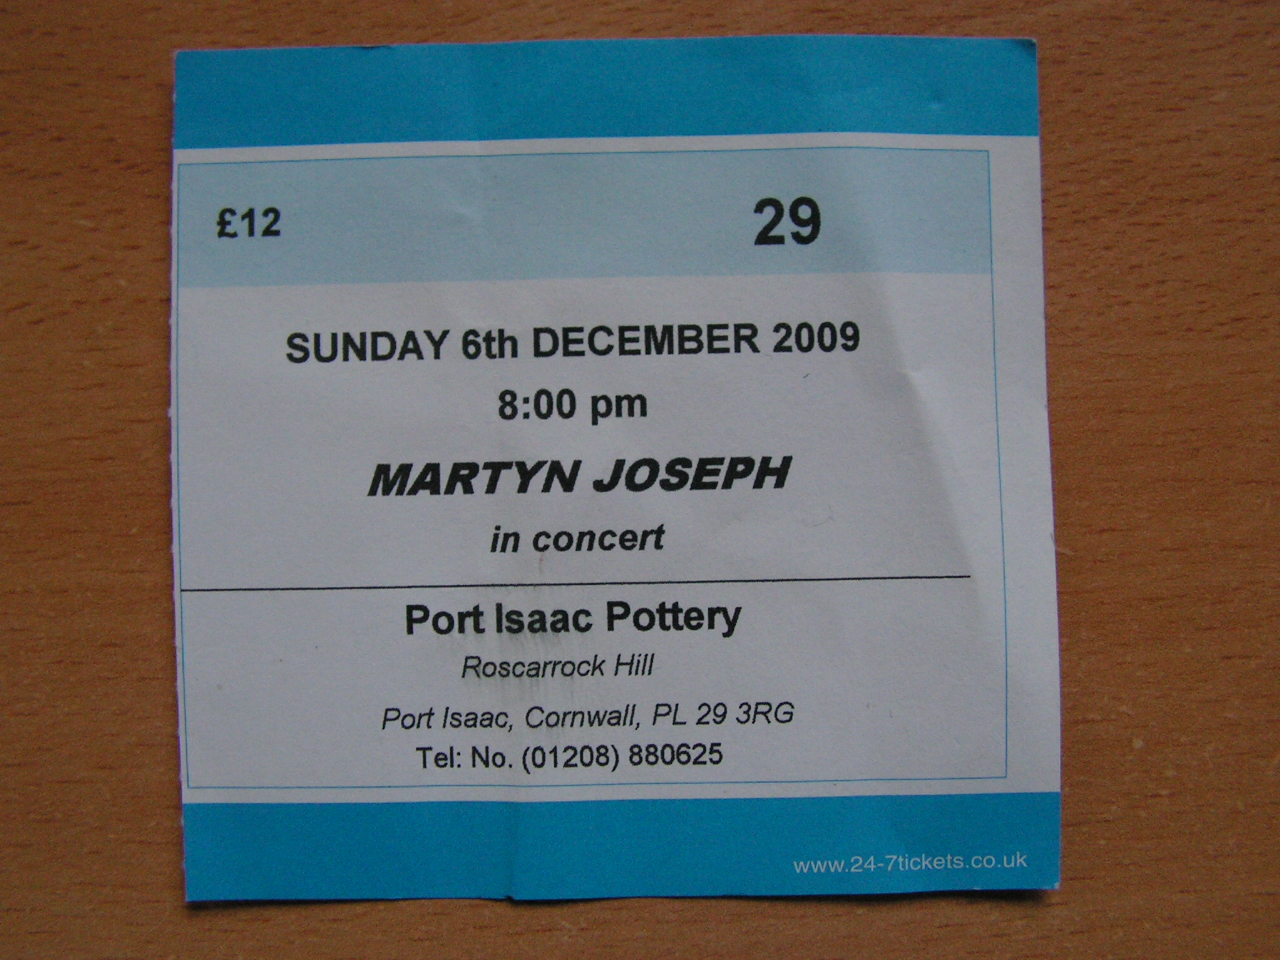 £12 29
SUNDAY 6th DECEMBER 2009
8:00 pm
MARTYN JOSEPH
in concert
Port Isaac Pottery
Roscarrock Hill
Port Isaac, Cornwall, PL 29 3RG
Tel: No. (01208) 880625
www.24-7tickets.co.uk